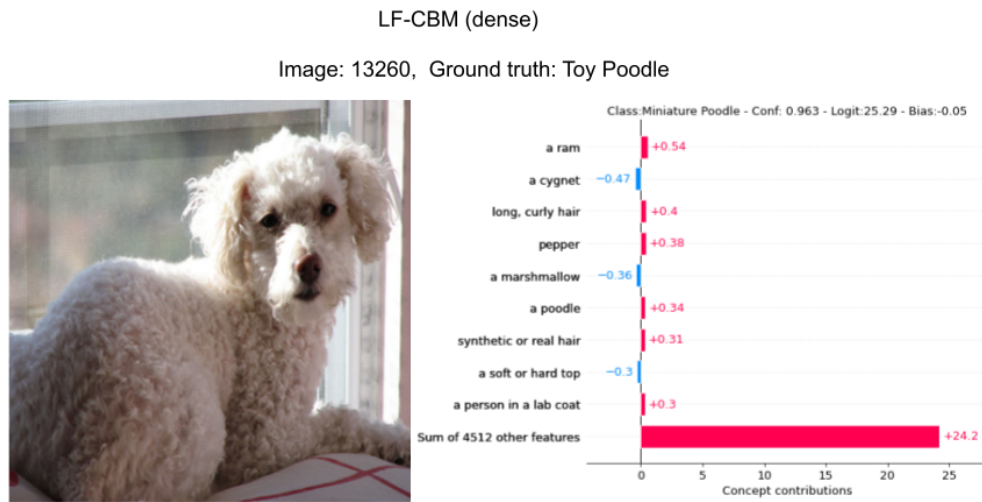 LF-CBM (dense)
Image: 13260, Ground truth: Toy Poodle
Class:Miniature Poodle - Conf: 0.963 - Logit:25.29 - Bias:-0.05
a ram +0.54
a cygnet −0.47
long, curly hair +0.4
pepper +0.38
a marshmallow −0.36
a poodle +0.34
synthetic or real hair +0.31
a soft or hard top −0.3
a person in a lab coat +0.3
Sum of 4512 other features +24.2
0 5 10 15 20 25
Concept contributions